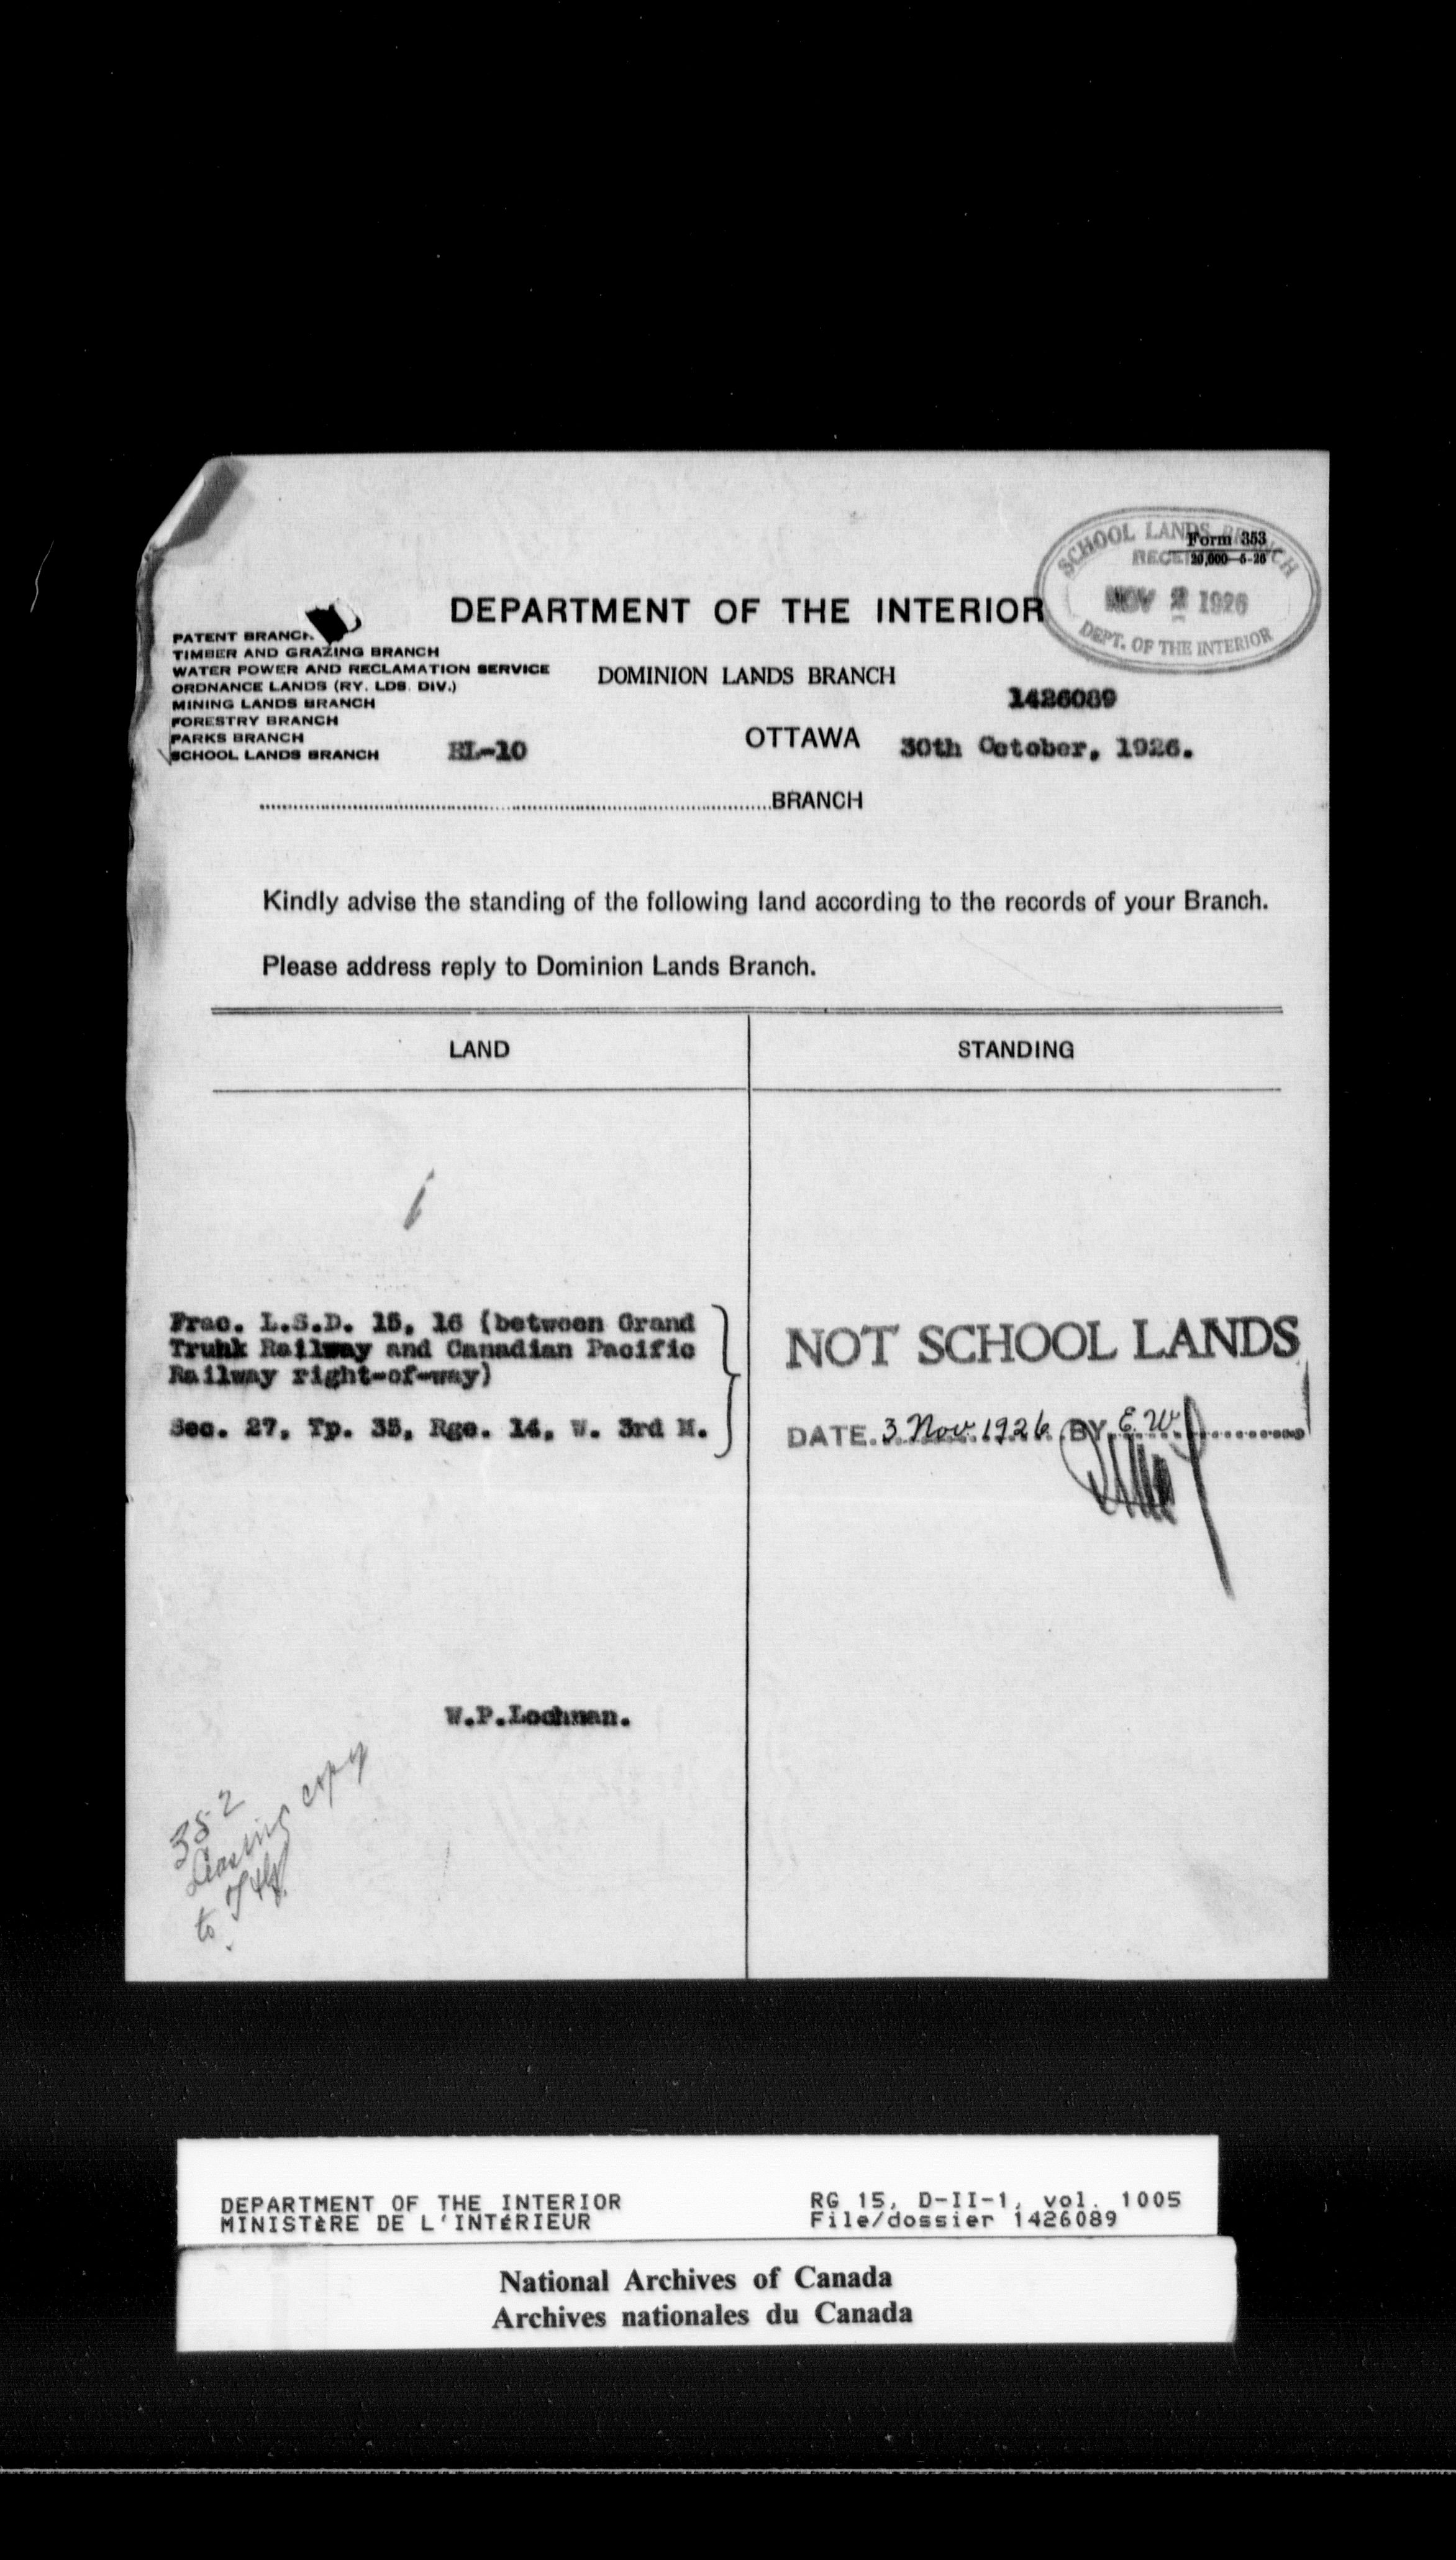 SCHOOL LANDS BRANCH
Form 353
20,000—5-26
NOV 2 1926
DEPT. OF THE INTERIOR
DEPARTMENT OF THE INTERIOR
PATENT BRANCH
TIMBER AND GRAZING BRANCH
WATER POWER AND RECLAMATION SERVICE
ORDNANCE LANDS (RY. LDS. DIV.)
MINING LANDS BRANCH
FORESTRY BRANCH
PARKS BRANCH
SCHOOL LANDS BRANCH
DOMINION LANDS BRANCH
1426089
OTTAWA 30th October, 1926.
BRANCH
Kindly advise the standing of the following land according to the records of your Branch.
Please address reply to Dominion Lands Branch.
LAND STANDING
Frac. L.S.D. 15, 16 (between Grand
Trunk Railway and Canadian Pacific
Railway right-of-way)
Sec. 27, Tp. 35, Rge. 14, W. 3rd M.
NOT SCHOOL LANDS
DATE. 3 Nov. 1926. BY E.W.
W.P.Lochman.
352
Leasing copy
to
DEPARTMENT OF THE INTERIOR RG 15, D-II-1, vol. 1005
MINISTÈRE DE L'INTÉRIEUR File/dossier 1426089
National Archives of Canada
Archives nationales du Canada